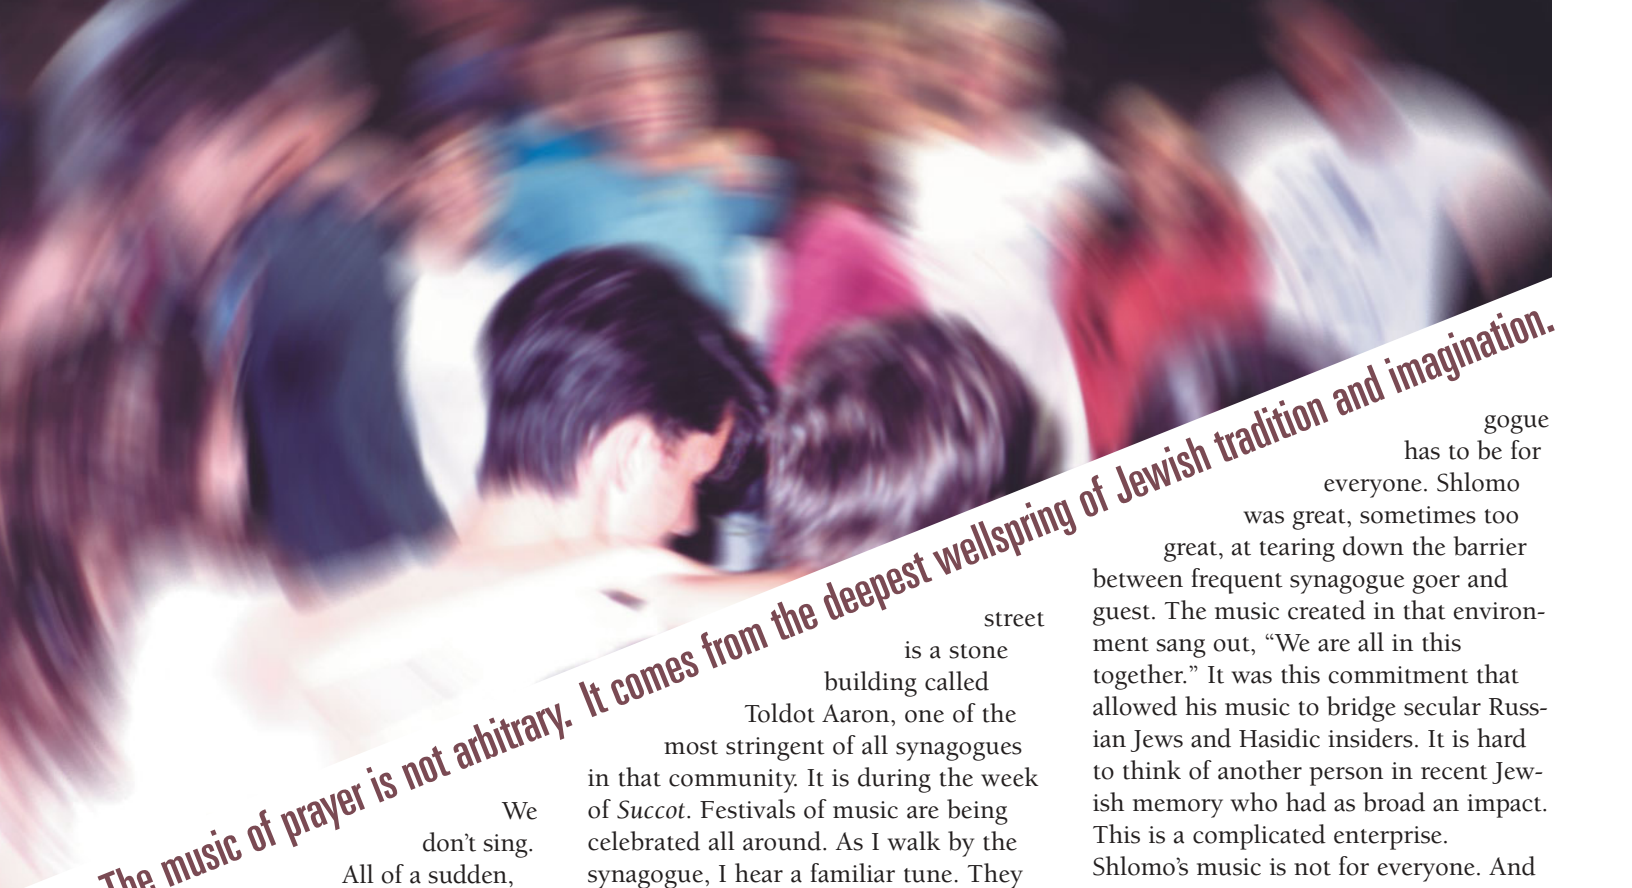 The music of prayer is not arbitrary. It comes from the deepest wellspring of Jewish tradition and imagination.
We
don’t sing.
All of a sudden,
street
is a stone
building called
Toldot Aaron, one of the
most stringent of all synagogues
in that community. It is during the week
of Succot. Festivals of music are being
celebrated all around. As I walk by the
synagogue, I hear a familiar tune. They
gogue
has to be for
everyone. Shlomo
was great, sometimes too
great, at tearing down the barrier
between frequent synagogue goer and
guest. The music created in that environ-
ment sang out, “We are all in this
together.” It was this commitment that
allowed his music to bridge secular Russ-
ian Jews and Hasidic insiders. It is hard
to think of another person in recent Jew-
ish memory who had as broad an impact.
This is a complicated enterprise.
Shlomo’s music is not for everyone. And